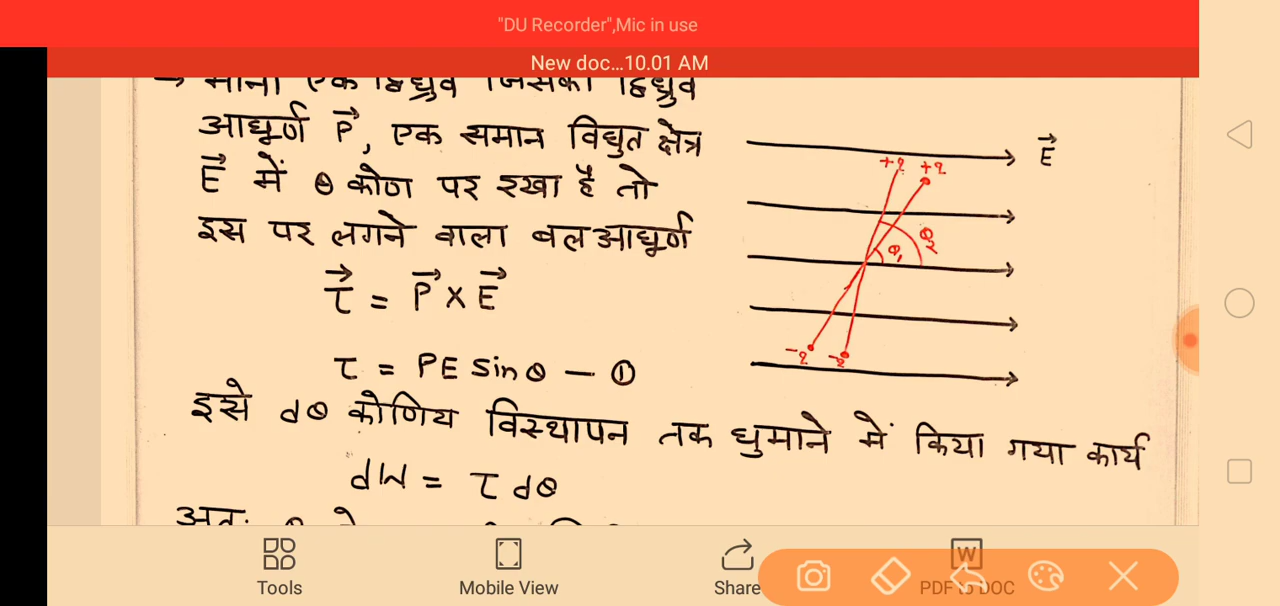 "DU Recorder",Mic in use
New doc...10.01 AM
→ माना एक द्विध्रुव जिसका द्विध्रुव
आघूर्ण P⃗, एक समान विधुत क्षेत्र
E⃗ में θ कोण पर रखा है तो
इस पर लगने वाला बलआघूर्ण
τ⃗ = P⃗ × E⃗
τ = PE Sinθ — ①
इसे dθ कोणिय विस्थापन तक धुमाने में किया गया कार्य
dW = τ dθ
अतः
E⃗
+q +q
θ₁ θ₂
-q -q
Tools
Mobile View
Share
W
PDF to DOC